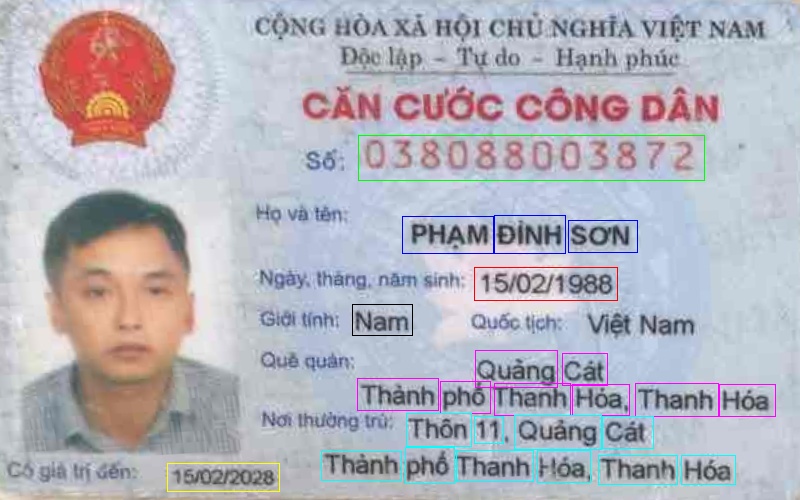 CỘNG HÒA XÃ HỘI CHỦ NGHĨA VIỆT NAM
Độc lập - Tự do - Hạnh phúc
CĂN CƯỚC CÔNG DÂN
Số: 038088003872
Họ và tên:
PHẠM ĐÌNH SƠN
Ngày, tháng, năm sinh: 15/02/1988
Giới tính: Nam Quốc tịch: Việt Nam
Quê quán: Quảng Cát
Thành phố Thanh Hóa, Thanh Hóa
Nơi thường trú: Thôn 11, Quảng Cát
Thành phố Thanh Hóa, Thanh Hóa
Có giá trị đến: 15/02/2028